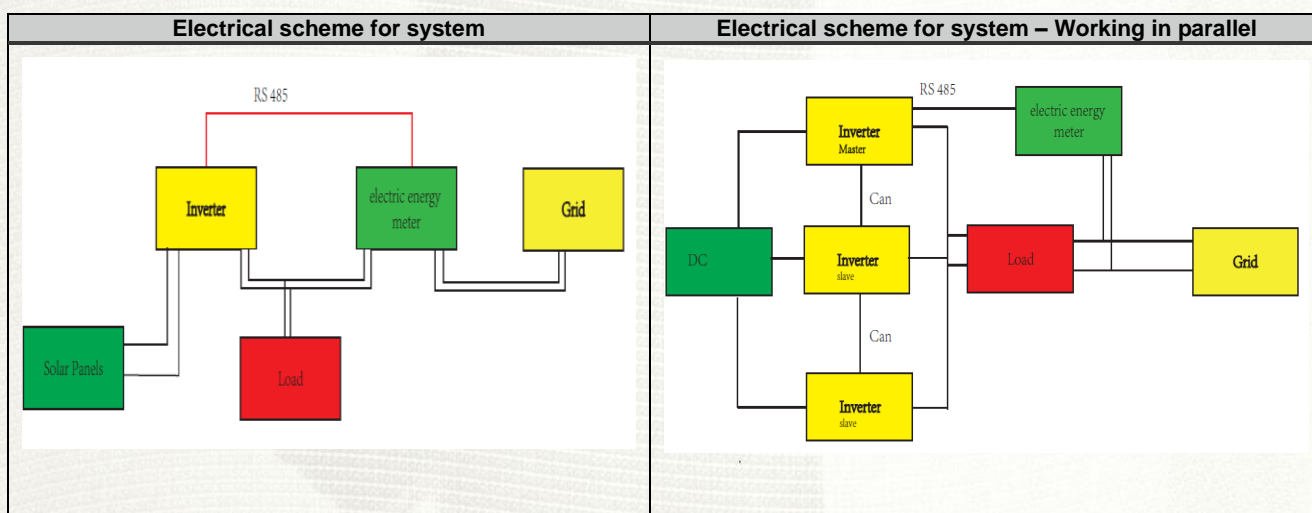 Electrical scheme for system
RS 485
Inverter
electric energy
meter
Grid
Solar Panels
Load
Electrical scheme for system – Working in parallel
RS 485
Inverter
Master
electric energy
meter
Can
DC
Inverter
slave
Load
Grid
Can
Inverter
slave